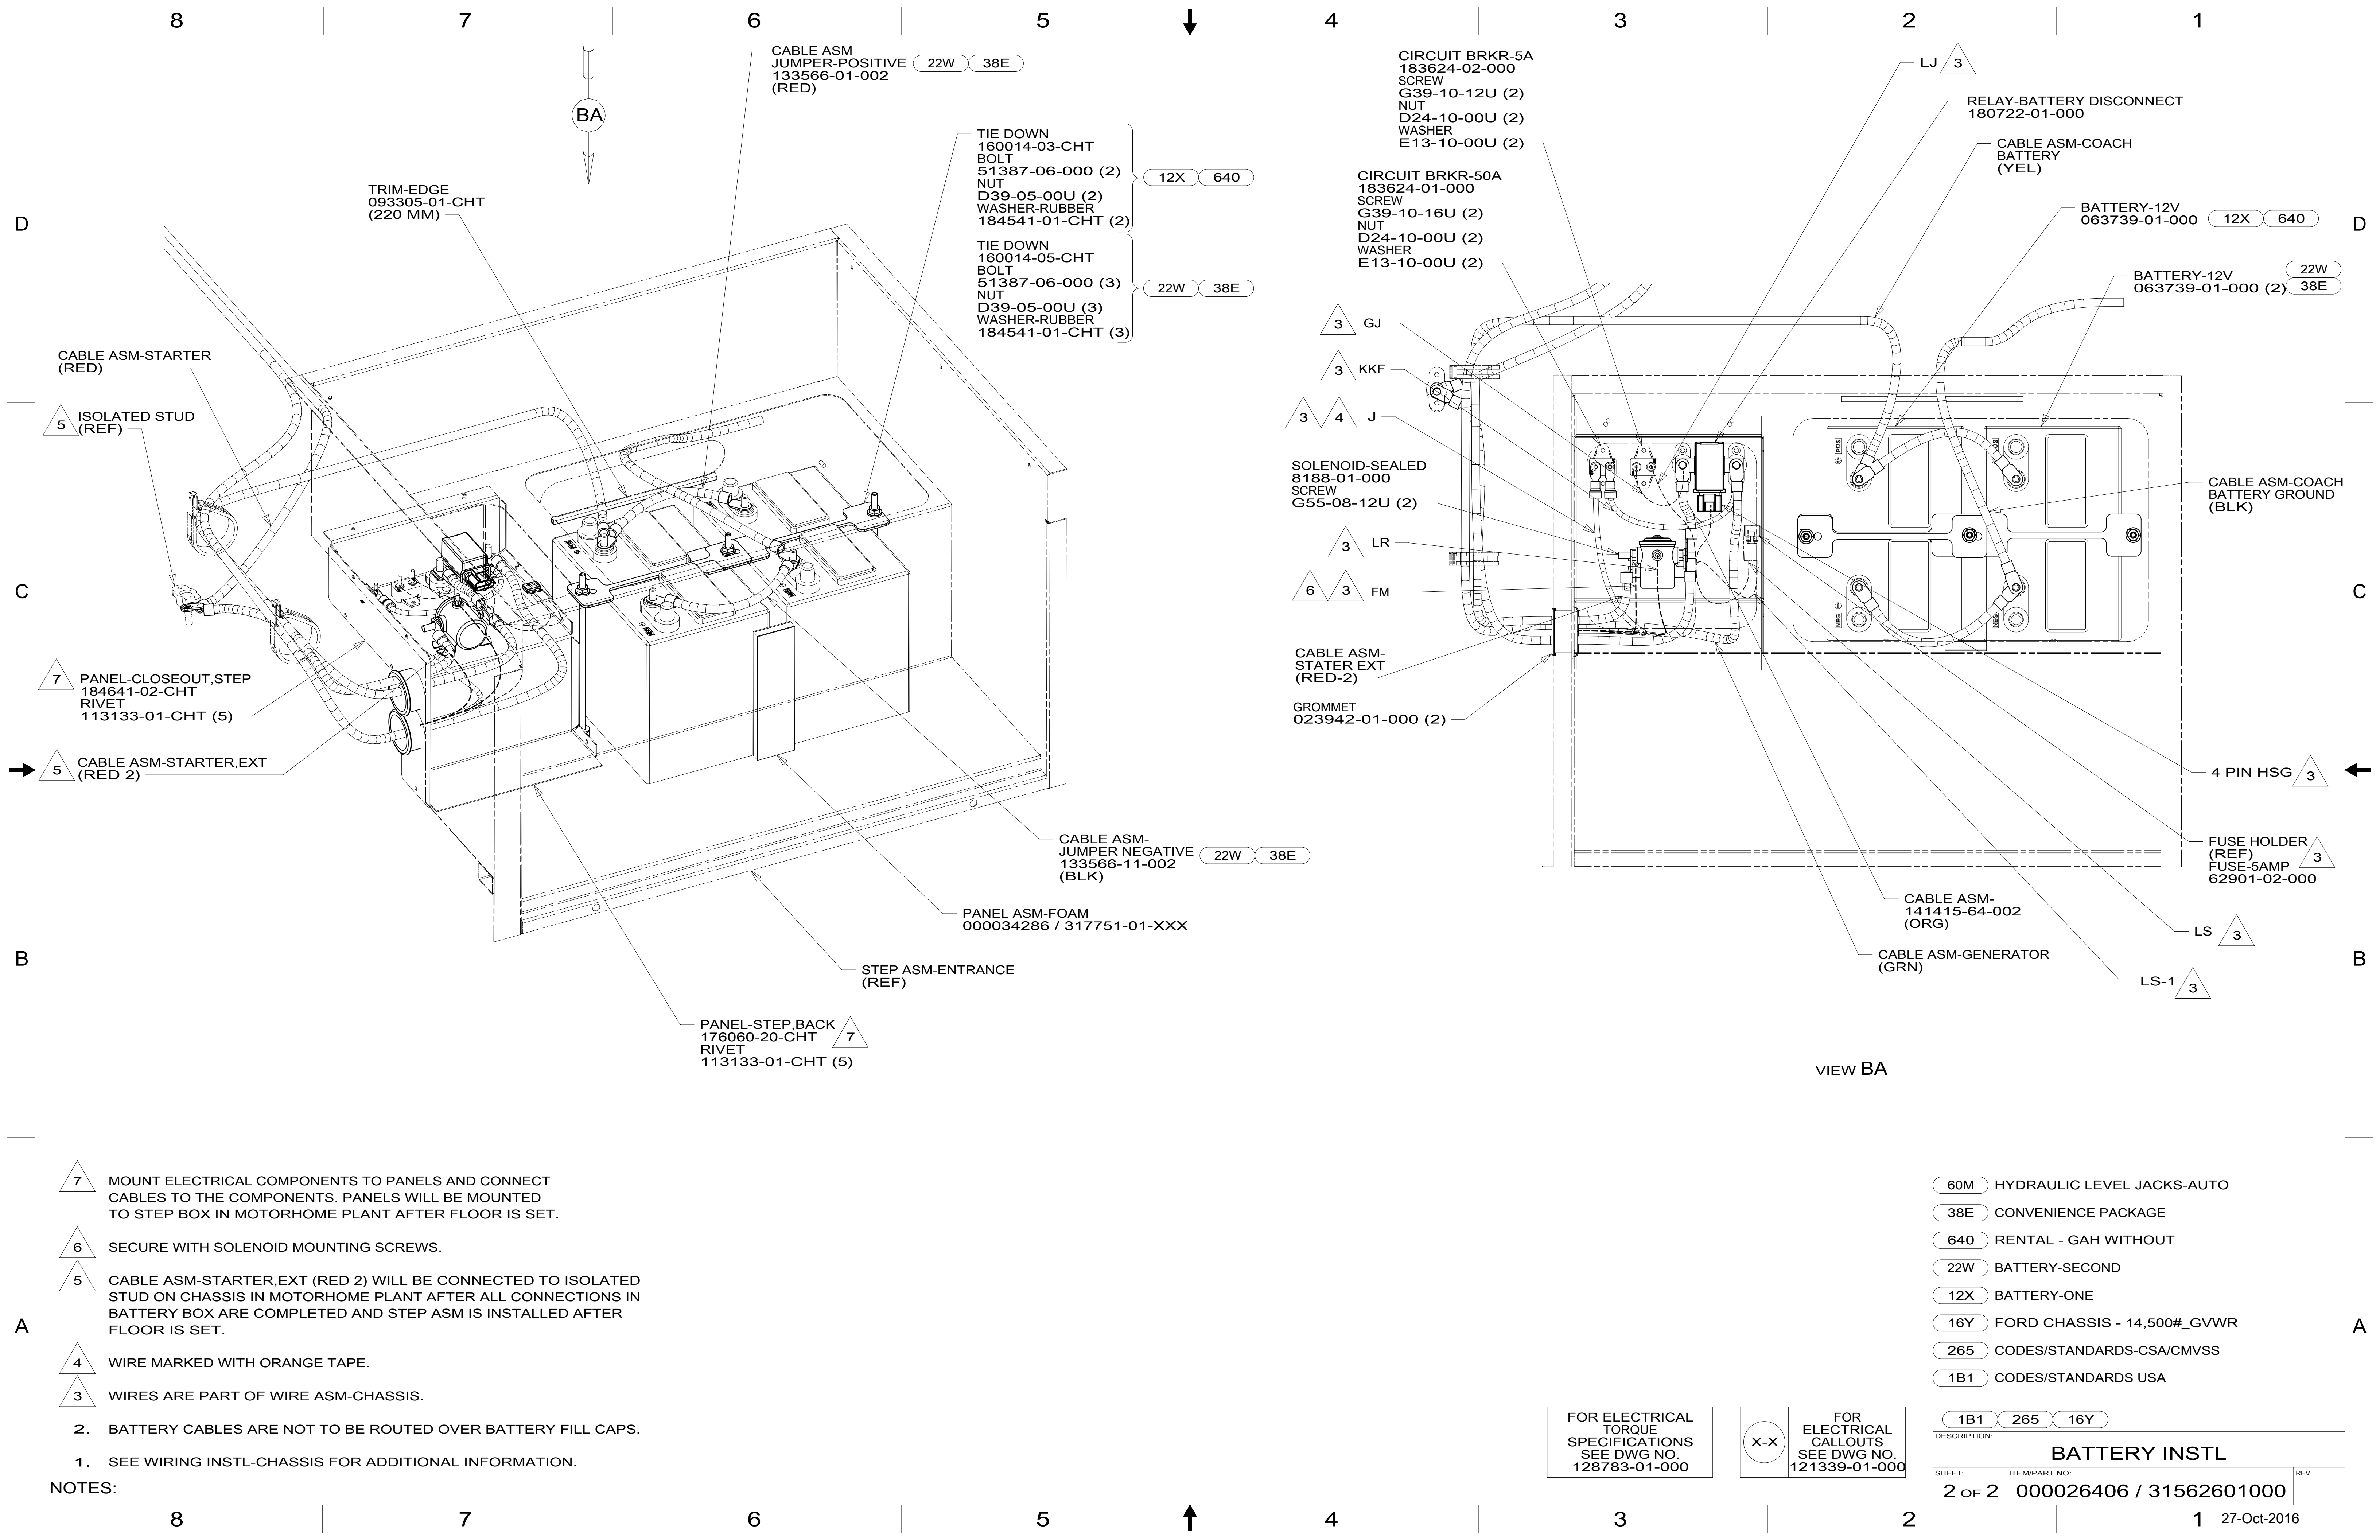 8 7 6 5 4 3 2 1
D
C
B
A
D
C
B
A
BA
CABLE ASM
JUMPER-POSITIVE 22W 38E
133566-01-002
(RED)
TRIM-EDGE
093305-01-CHT
(220 MM)
TIE DOWN
160014-03-CHT
BOLT
51387-06-000 (2)
NUT
D39-05-00U (2)
WASHER-RUBBER
184541-01-CHT (2)
12X 640
TIE DOWN
160014-05-CHT
BOLT
51387-06-000 (3)
NUT
D39-05-00U (3)
WASHER-RUBBER
184541-01-CHT (3)
22W 38E
CABLE ASM-STARTER
(RED)
5 ISOLATED STUD
(REF)
7 PANEL-CLOSEOUT,STEP
184641-02-CHT
RIVET
113133-01-CHT (5)
5 CABLE ASM-STARTER,EXT
(RED 2)
CABLE ASM-
JUMPER NEGATIVE 22W 38E
133566-11-002
(BLK)
PANEL ASM-FOAM
000034286 / 317751-01-XXX
STEP ASM-ENTRANCE
(REF)
PANEL-STEP,BACK 7
176060-20-CHT
RIVET
113133-01-CHT (5)
CIRCUIT BRKR-5A
183624-02-000
SCREW
G39-10-12U (2)
NUT
D24-10-00U (2)
WASHER
E13-10-00U (2)
CIRCUIT BRKR-50A
183624-01-000
SCREW
G39-10-16U (2)
NUT
D24-10-00U (2)
WASHER
E13-10-00U (2)
3 GJ
3 KKF
3 4 J
SOLENOID-SEALED
8188-01-000
SCREW
G55-08-12U (2)
3 LR
6 3 FM
CABLE ASM-
STATER EXT
(RED-2)
GROMMET
023942-01-000 (2)
LJ 3
RELAY-BATTERY DISCONNECT
180722-01-000
CABLE ASM-COACH
BATTERY
(YEL)
BATTERY-12V
063739-01-000 12X 640
BATTERY-12V 22W
063739-01-000 (2) 38E
POS
POS
NEG
NEG
CABLE ASM-COACH
BATTERY GROUND
(BLK)
4 PIN HSG 3
FUSE HOLDER
(REF) 3
FUSE-5AMP
62901-02-000
CABLE ASM-
141415-64-002
(ORG)
LS 3
CABLE ASM-GENERATOR
(GRN)
LS-1 3
VIEW BA
7 MOUNT ELECTRICAL COMPONENTS TO PANELS AND CONNECT
CABLES TO THE COMPONENTS. PANELS WILL BE MOUNTED
TO STEP BOX IN MOTORHOME PLANT AFTER FLOOR IS SET.
6 SECURE WITH SOLENOID MOUNTING SCREWS.
5 CABLE ASM-STARTER,EXT (RED 2) WILL BE CONNECTED TO ISOLATED
STUD ON CHASSIS IN MOTORHOME PLANT AFTER ALL CONNECTIONS IN
BATTERY BOX ARE COMPLETED AND STEP ASM IS INSTALLED AFTER
FLOOR IS SET.
4 WIRE MARKED WITH ORANGE TAPE.
3 WIRES ARE PART OF WIRE ASM-CHASSIS.
2. BATTERY CABLES ARE NOT TO BE ROUTED OVER BATTERY FILL CAPS.
1. SEE WIRING INSTL-CHASSIS FOR ADDITIONAL INFORMATION.
NOTES:
60M HYDRAULIC LEVEL JACKS-AUTO
38E CONVENIENCE PACKAGE
640 RENTAL - GAH WITHOUT
22W BATTERY-SECOND
12X BATTERY-ONE
16Y FORD CHASSIS - 14,500#_GVWR
265 CODES/STANDARDS-CSA/CMVSS
1B1 CODES/STANDARDS USA
1B1 265 16Y
FOR ELECTRICAL
TORQUE
SPECIFICATIONS
SEE DWG NO.
128783-01-000
X-X
FOR
ELECTRICAL
CALLOUTS
SEE DWG NO.
121339-01-000
DESCRIPTION:
BATTERY INSTL
SHEET: ITEM/PART NO: REV
2 OF 2 000026406 / 31562601000
8 7 6 5 4 3 2 1
27-Oct-2016